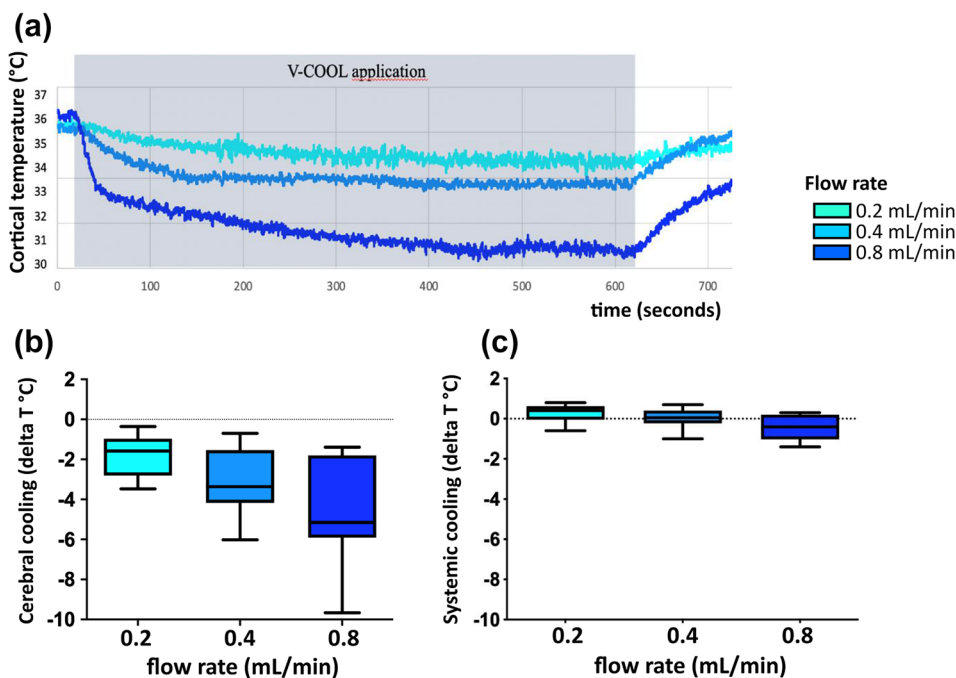 (a)
V-COOL application
Cortical temperature (°C)
37
36
35
34
33
32
31
30
0
100
200
300
400
500
600
700
time (seconds)
Flow rate
0.2 mL/min
0.4 mL/min
0.8 mL/min
(b)
Cerebral cooling (delta T °C)
2
0
-2
-4
-6
-8
-10
0.2
0.4
0.8
flow rate (mL/min)
(c)
Systemic cooling (delta T °C)
2
0
-2
-4
-6
-8
-10
0.2
0.4
0.8
flow rate (mL/min)